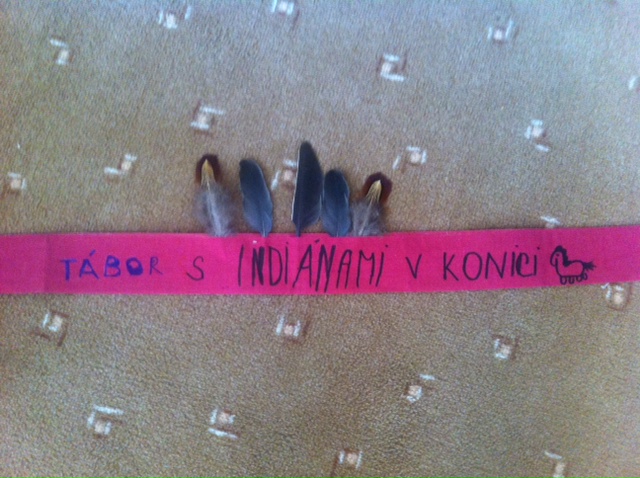 TÁBOR S INDIÁNAMI V KONICI